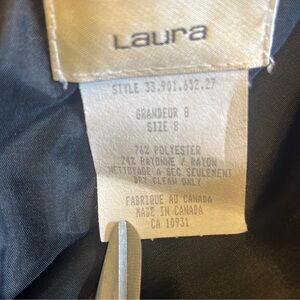 Laura
STYLE 33.901.632.27
GRANDEUR 8
SIZE 8
76% POLYESTER
24% RAYONNE / RAYON
NETTOYAGE A SEC SEULEMENT
DRY CLEAN ONLY
FABRIQUE AU CANADA
MADE IN CANADA
CA 10931